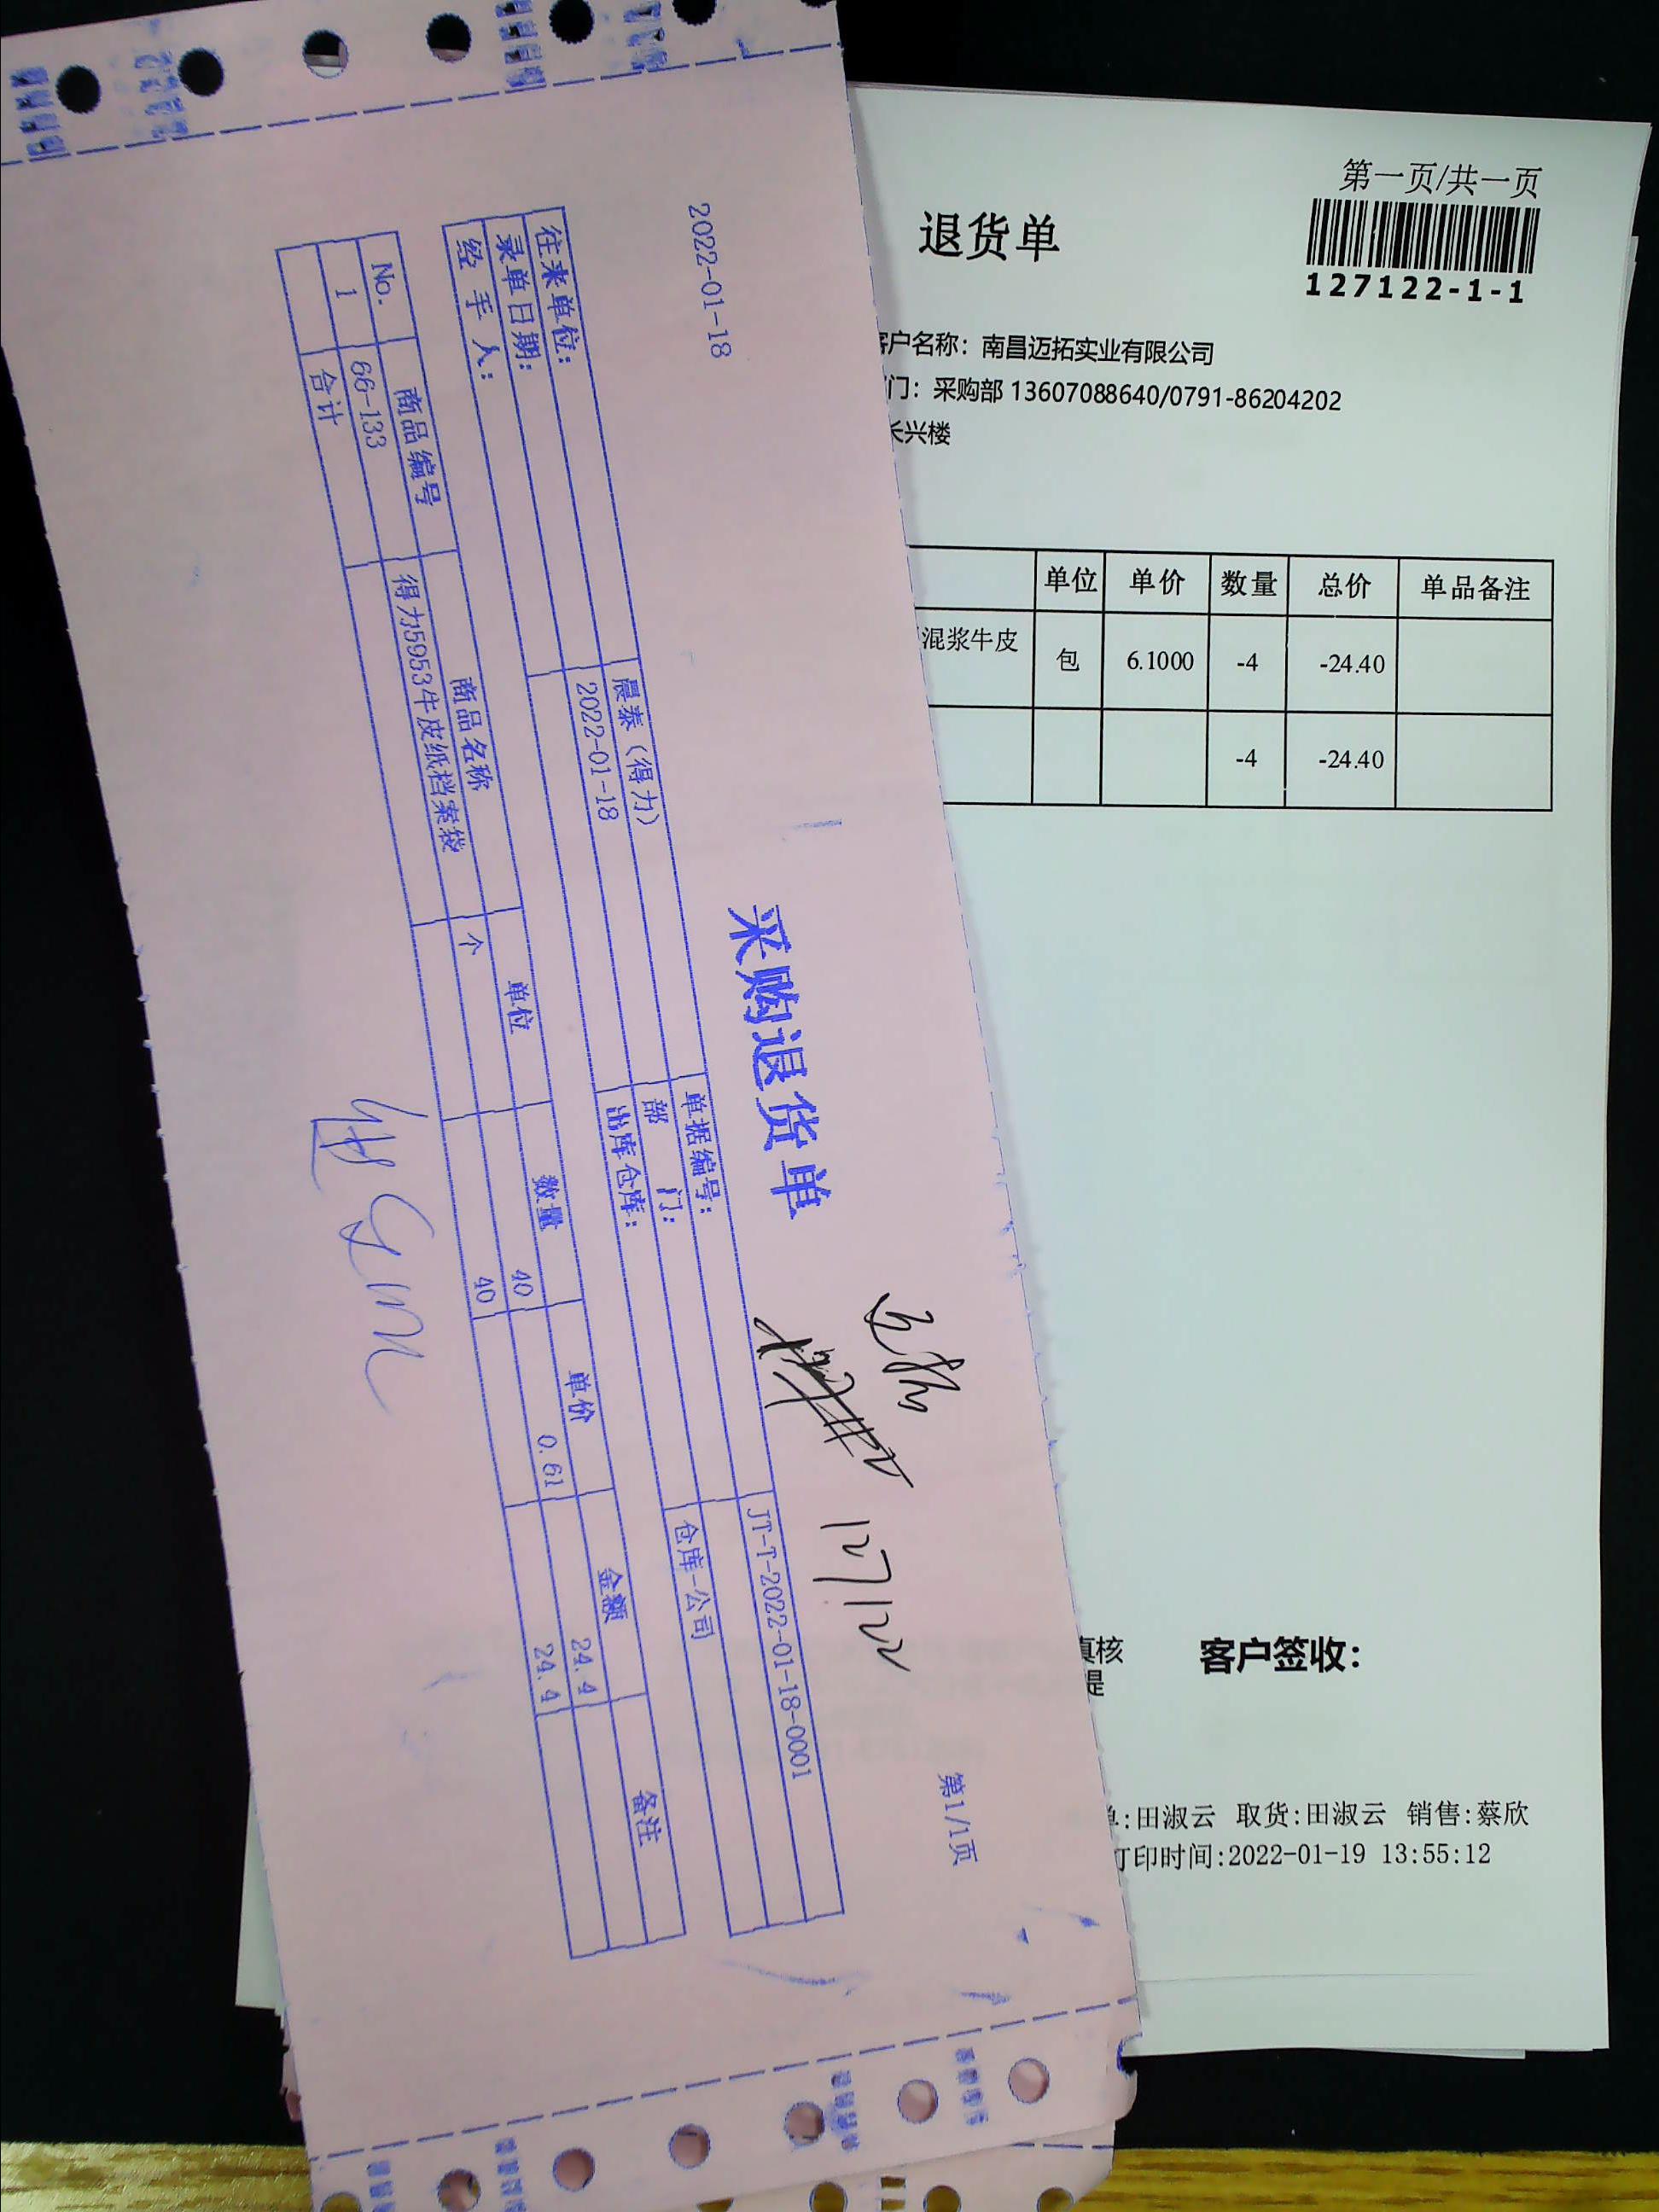 采购退货单
2022-01-18
第1/1页
往来单位: 晨泰（得力） 单据编号: JT-T-2022-01-18-0001
录单日期: 2022-01-18 部 门:
经 手 人: 出库仓库: 仓库-公司
No. 商品编号 商品名称 单位 数量 单价 金额 备注
1 66-133 得力5953牛皮纸档案袋 个 40 0.61 24.4
合计 40 24.4
127122
第一页/共一页
退货单
127122-1-1
客户名称: 南昌迈拓实业有限公司
门: 采购部 13607088640/0791-86204202
长兴楼
单位 单价 数量 总价 单品备注
混浆牛皮 包 6.1000 -4 -24.40
-4 -24.40
真核
提
客户签收:
单:田淑云 取货:田淑云 销售:蔡欣
打印时间:2022-01-19 13:55:12